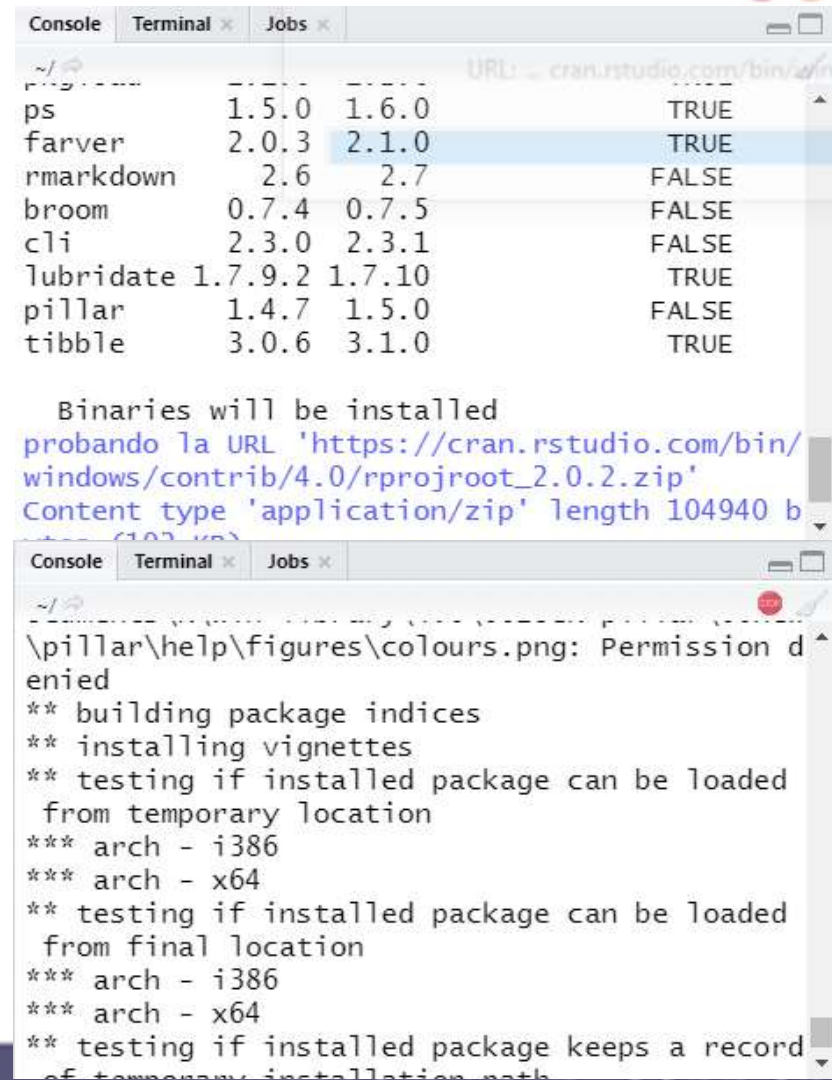 Console Terminal × Jobs ×
~/ URL: ... cran.rstudio.com/bin/win
ps 1.5.0 1.6.0 TRUE
farver 2.0.3 2.1.0 TRUE
rmarkdown 2.6 2.7 FALSE
broom 0.7.4 0.7.5 FALSE
cli 2.3.0 2.3.1 FALSE
lubridate 1.7.9.2 1.7.10 TRUE
pillar 1.4.7 1.5.0 FALSE
tibble 3.0.6 3.1.0 TRUE
Binaries will be installed
probando la URL 'https://cran.rstudio.com/bin/
windows/contrib/4.0/rprojroot_2.0.2.zip'
Content type 'application/zip' length 104940 b
Console Terminal × Jobs ×
~/
\pillar\help\figures\colours.png: Permission d
enied
** building package indices
** installing vignettes
** testing if installed package can be loaded
from temporary location
*** arch - i386
*** arch - x64
** testing if installed package can be loaded
from final location
*** arch - i386
*** arch - x64
** testing if installed package keeps a record
of temporary installation path